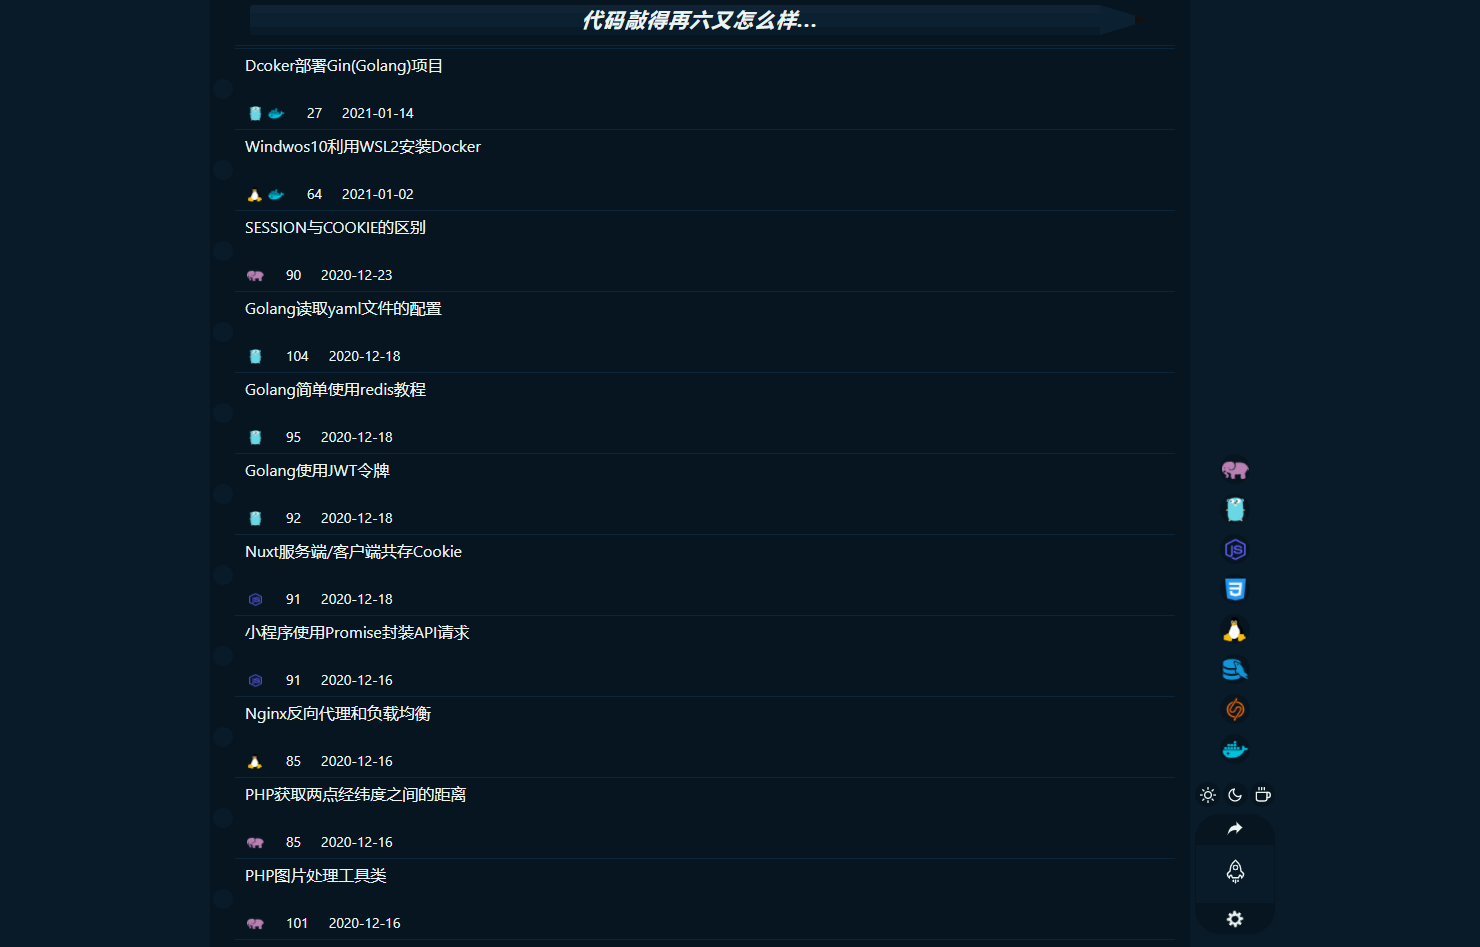 代码敲得再六又怎么样...
Dcoker部署Gin(Golang)项目
27 2021-01-14
Windwos10利用WSL2安装Docker
64 2021-01-02
SESSION与COOKIE的区别
90 2020-12-23
Golang读取yaml文件的配置
104 2020-12-18
Golang简单使用redis教程
95 2020-12-18
Golang使用JWT令牌
92 2020-12-18
Nuxt服务端/客户端共存Cookie
JS 91 2020-12-18
小程序使用Promise封装API请求
JS 91 2020-12-16
Nginx反向代理和负载均衡
85 2020-12-16
PHP获取两点经纬度之间的距离
85 2020-12-16
PHP图片处理工具类
101 2020-12-16
JS
3